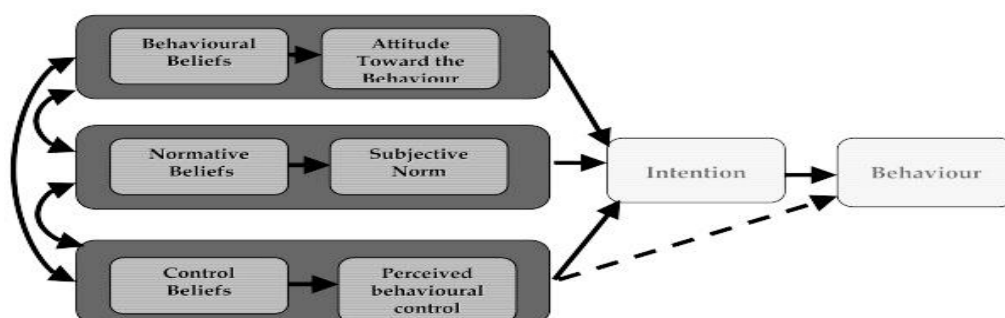 Behavioural
Beliefs
Attitude
Toward the
Behaviour
Normative
Beliefs
Subjective
Norm
Intention
Behaviour
Control
Beliefs
Perceived
behavioural
control